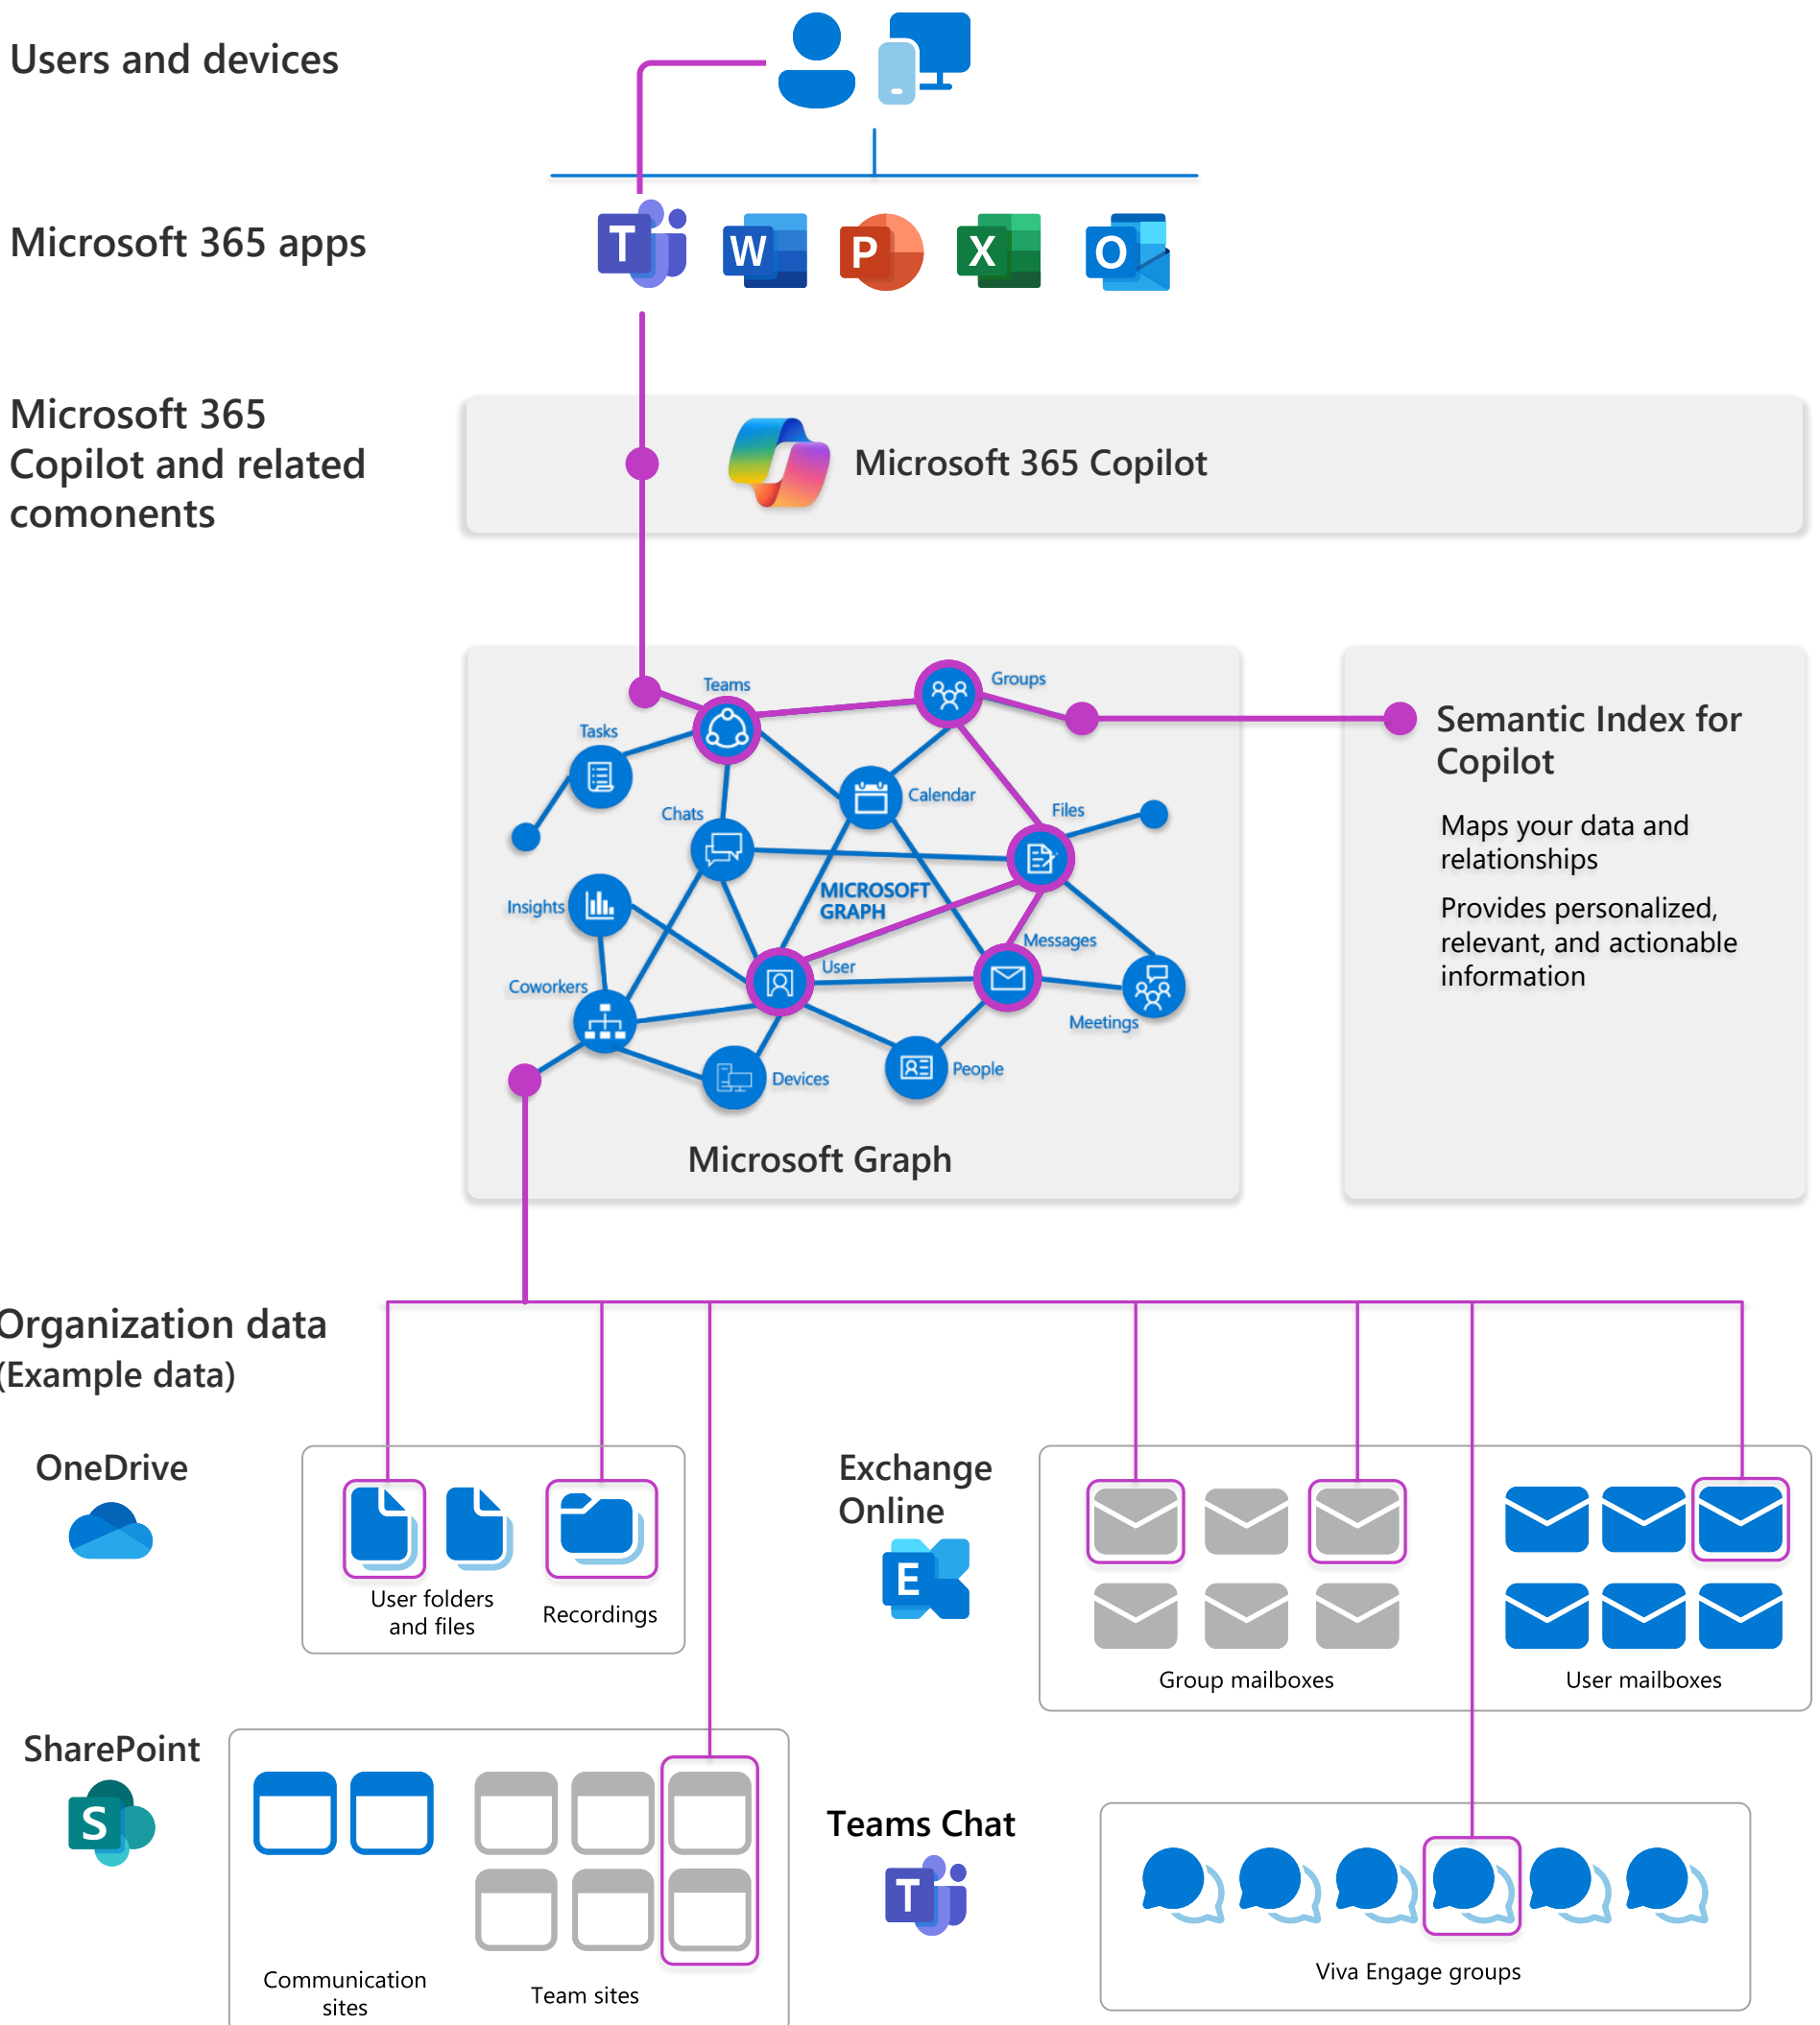 Users and devices
Microsoft 365 apps
T
W
P
X
O
Microsoft 365
Copilot and related
comonents
Microsoft 365 Copilot
Teams
Groups
Tasks
Calendar
Chats
Files
MICROSOFT
GRAPH
Insights
Messages
User
Coworkers
Meetings
Devices
People
Microsoft Graph
Semantic Index for
Copilot
Maps your data and
relationships
Provides personalized,
relevant, and actionable
information
Organization data
(Example data)
OneDrive
User folders
and files
Recordings
Exchange
Online
E
Group mailboxes
User mailboxes
SharePoint
S
Communication
sites
Team sites
Teams Chat
T
Viva Engage groups